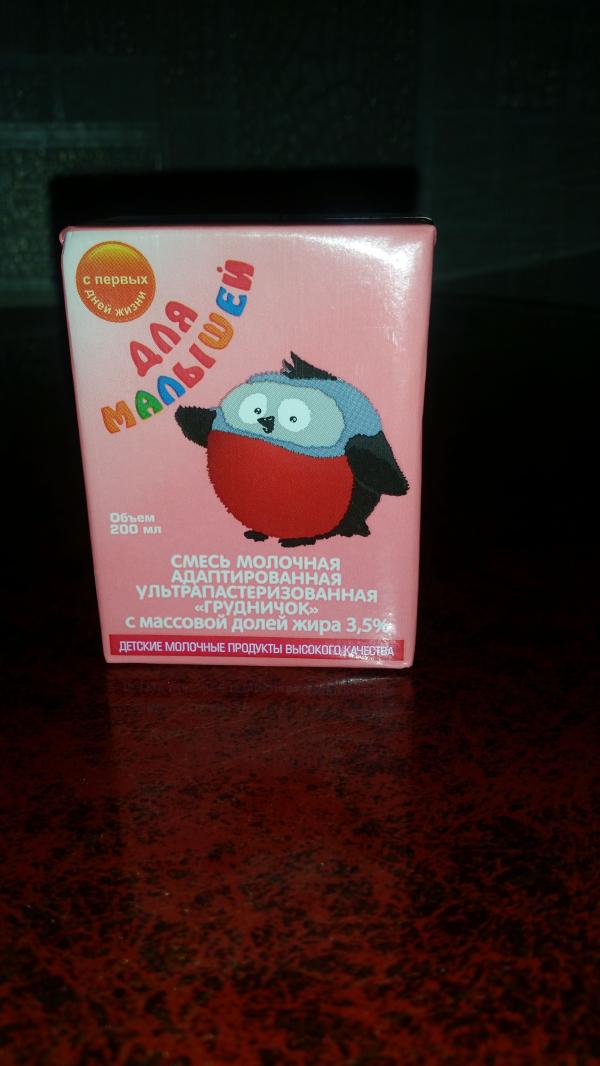 с первых
дней жизни
ДЛЯ
МАЛЫШЕЙ
Объем
200 мл
СМЕСЬ МОЛОЧНАЯ
АДАПТИРОВАННАЯ
УЛЬТРАПАСТЕРИЗОВАННАЯ
«ГРУДНИЧОК»
с массовой долей жира 3,5%
ДЕТСКИЕ МОЛОЧНЫЕ ПРОДУКТЫ ВЫСОКОГО КАЧЕСТВА